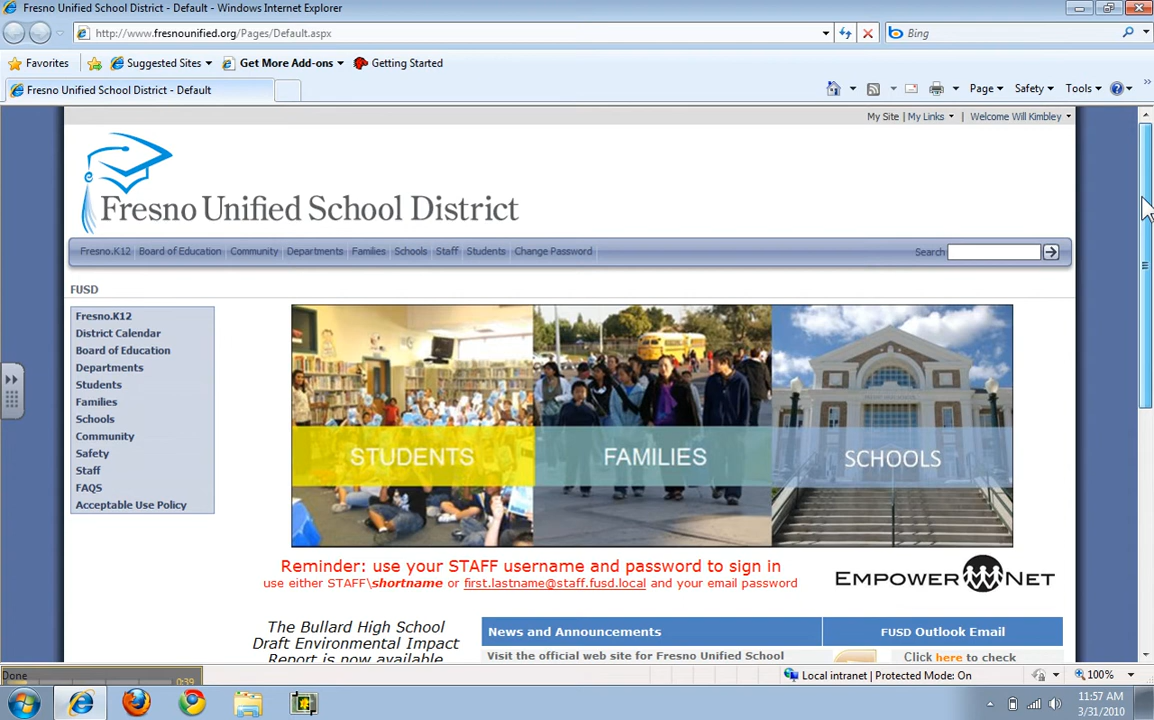 Fresno Unified School District - Default - Windows Internet Explorer
http://www.fresnounified.org/Pages/Default.aspx
Bing
Favorites
Suggested Sites
Get More Add-ons
Getting Started
Fresno Unified School District - Default
Page
Safety
Tools
My Site | My Links | Welcome Will Kimbley
Fresno Unified School District
Fresno.K12 Board of Education Community Departments Families Schools Staff Students Change Password
Search
FUSD
Fresno.K12
District Calendar
Board of Education
Departments
Students
Families
Schools
Community
Safety
Staff
FAQS
Acceptable Use Policy
STUDENTS
FAMILIES
SCHOOLS
Reminder: use your STAFF username and password to sign in
use either STAFF\shortname or first.lastname@staff.fusd.local and your email password
EMPOWER NET
The Bullard High School
Draft Environmental Impact
Report is now available
News and Announcements
FUSD Outlook Email
Visit the official web site for Fresno Unified School
Click here to check
Done
0:39
Local intranet | Protected Mode: On
100%
11:57 AM
3/31/2010